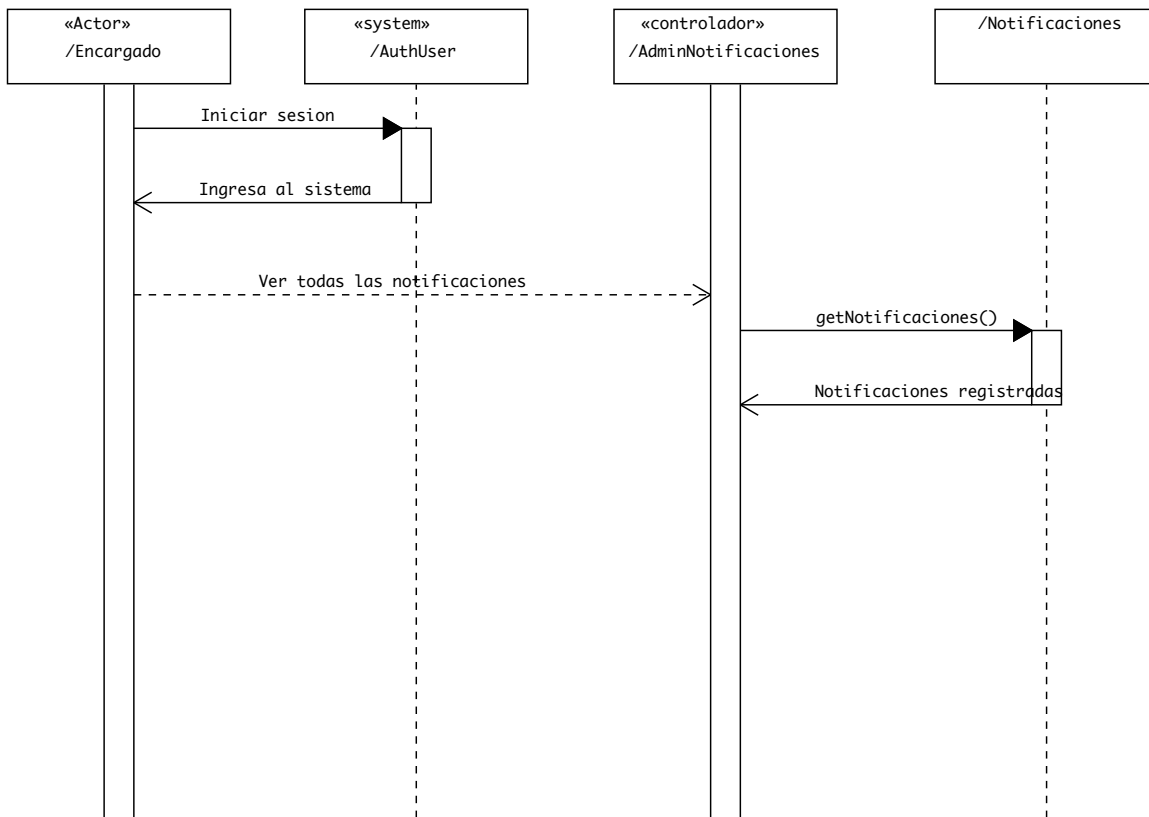 «Actor»
/Encargado
«system»
/AuthUser
«controlador»
/AdminNotificaciones
/Notificaciones
Iniciar sesion
Ingresa al sistema
Ver todas las notificaciones
getNotificaciones()
Notificaciones registradas